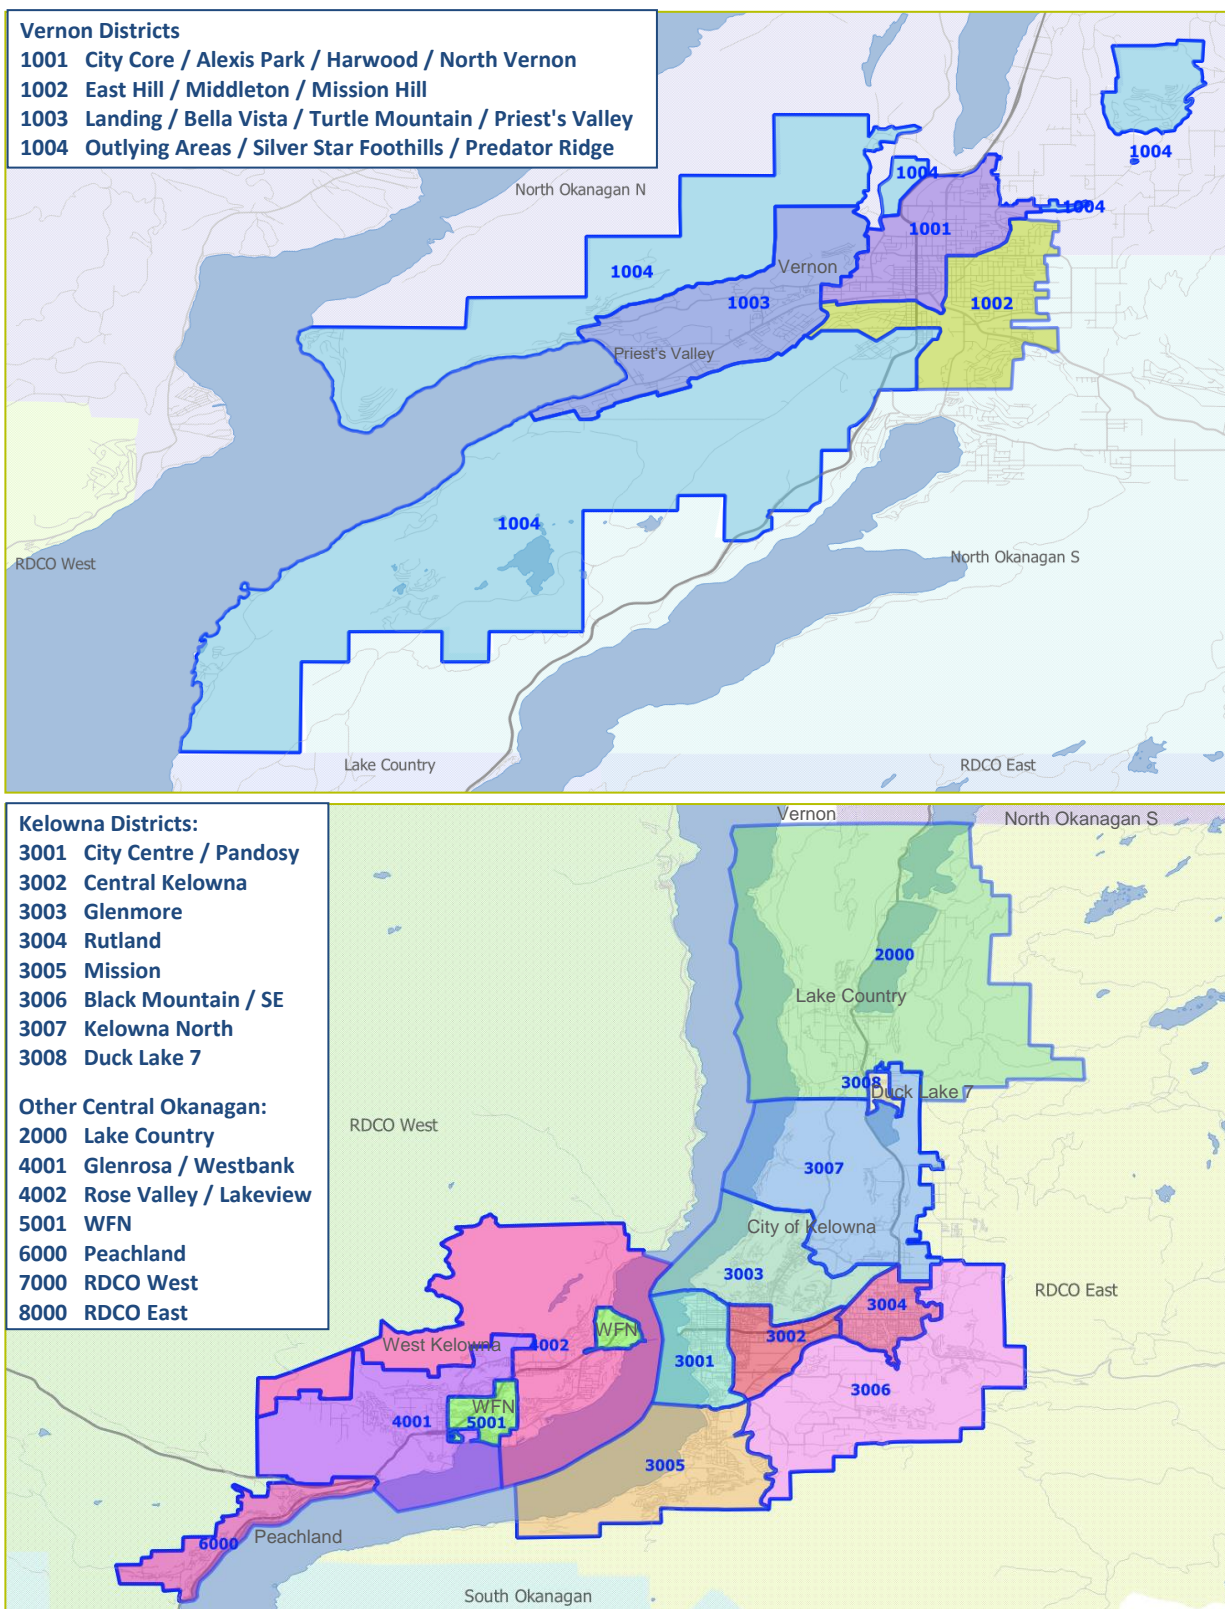 Vernon Districts
1001 City Core / Alexis Park / Harwood / North Vernon
1002 East Hill / Middleton / Mission Hill
1003 Landing / Bella Vista / Turtle Mountain / Priest's Valley
1004 Outlying Areas / Silver Star Foothills / Predator Ridge
1004
North Okanagan N
1004
1004
1001
Vernon
1004
1003
1002
Priest's Valley
1004
RDCO West
North Okanagan S
Lake Country
RDCO East
Kelowna Districts:
3001 City Centre / Pandosy
3002 Central Kelowna
3003 Glenmore
3004 Rutland
3005 Mission
3006 Black Mountain / SE
3007 Kelowna North
3008 Duck Lake 7
Other Central Okanagan:
2000 Lake Country
4001 Glenrosa / Westbank
4002 Rose Valley / Lakeview
5001 WFN
6000 Peachland
7000 RDCO West
8000 RDCO East
Vernon
North Okanagan S
2000
Lake Country
3008
Duck Lake 7
RDCO West
3007
City of Kelowna
3003
RDCO East
3004
WFN
3002
West Kelowna
4002
3001
3006
WFN
4001
5001
3005
Peachland
6000
South Okanagan